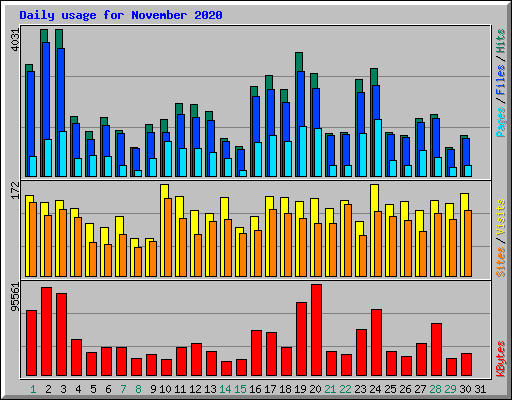 Daily usage for November 2020
4031
Pages / Files / Hits
172
Sites / Visits
95561
KBytes
1 2 3 4 5 6 7 8 9 10 11 12 13 14 15 16 17 18 19 20 21 22 23 24 25 26 27 28 29 30 31